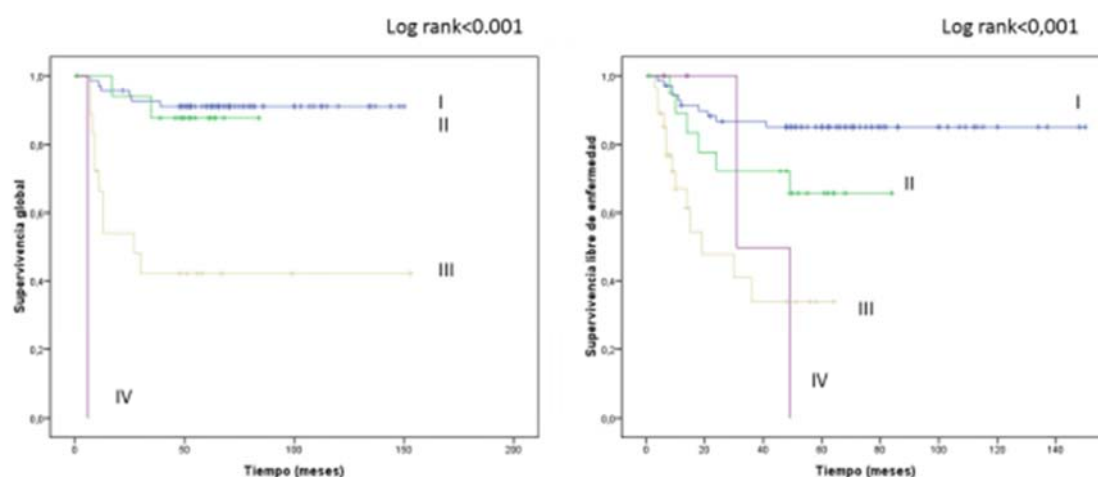 Log rank<0.001
Log rank<0,001
Supervivencia global
1,0
0,8
0,6
0,4
0,2
0,0
I
II
III
IV
0
50
100
150
200
Tiempo (meses)
Supervivencia libre de enfermedad
1,0
0,8
0,6
0,4
0,2
0,0
I
II
III
IV
0
20
40
60
80
100
120
140
Tiempo (meses)